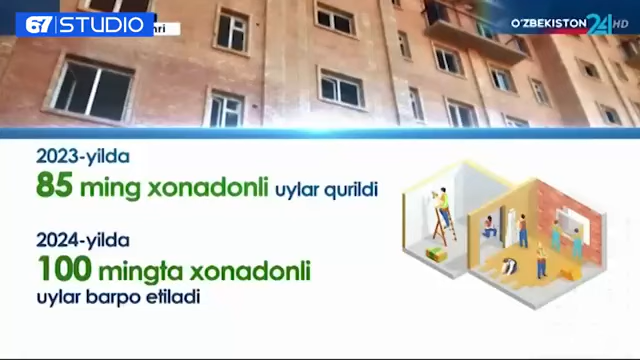 67 STUDIO
O'ZBEKISTON 24 HD
2023-yilda
85 ming xonadonli uylar qurildi
2024-yilda
100 mingta xonadonli
uylar barpo etiladi